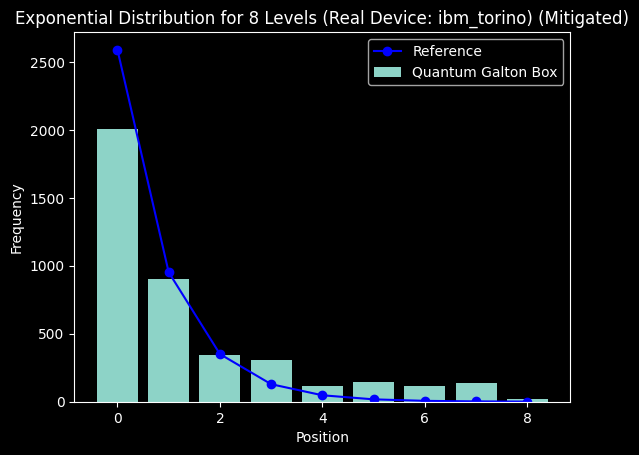 Exponential Distribution for 8 Levels (Real Device: ibm_torino) (Mitigated)
Reference
Quantum Galton Box
2500
2000
1500
1000
500
0
Frequency
0 2 4 6 8
Position